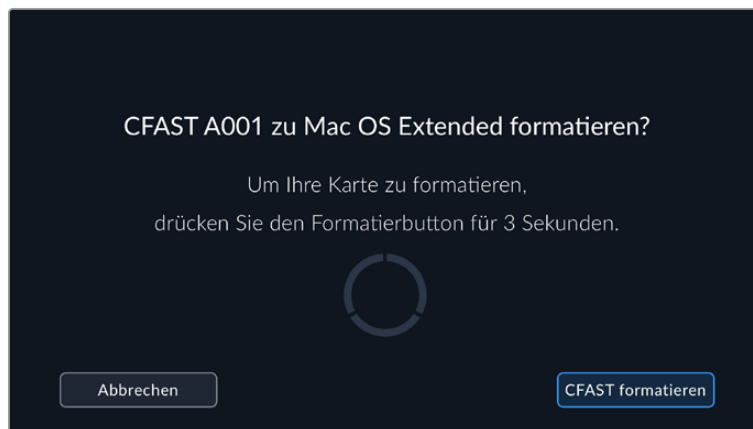 CFAST A001 zu Mac OS Extended formatieren?
Um Ihre Karte zu formatieren,
drücken Sie den Formatierbutton für 3 Sekunden.
Abbrechen
CFAST formatieren